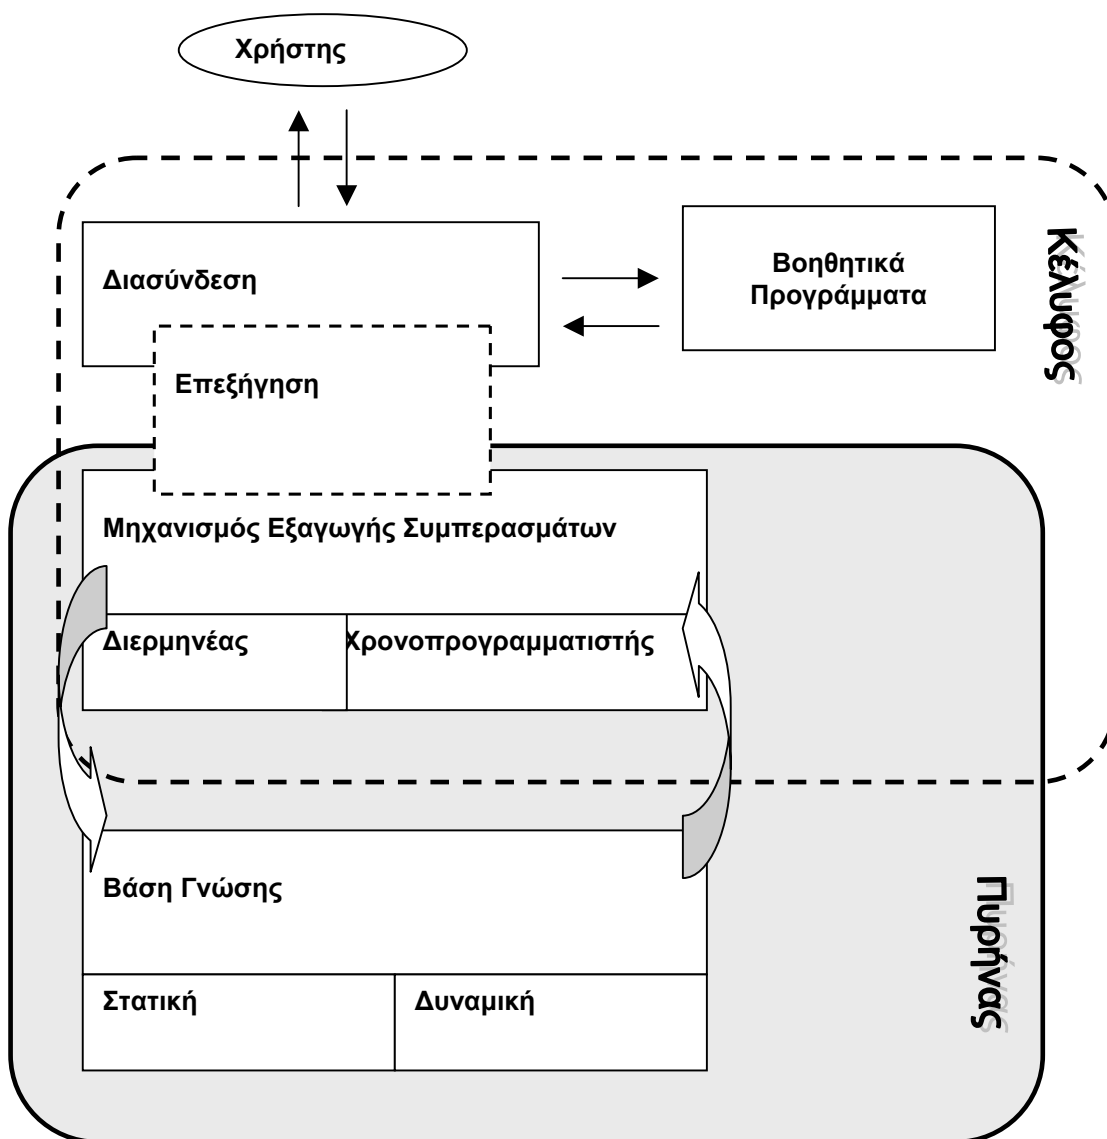 Χρήστης
Κέλυφος
Διασύνδεση
Βοηθητικά
Προγράμματα
Επεξήγηση
Μηχανισμός Εξαγωγής Συμπερασμάτων
Διερμηνέας
Χρονοπρογραμματιστής
Βάση Γνώσης
Πυρήνας
Στατική
Δυναμική